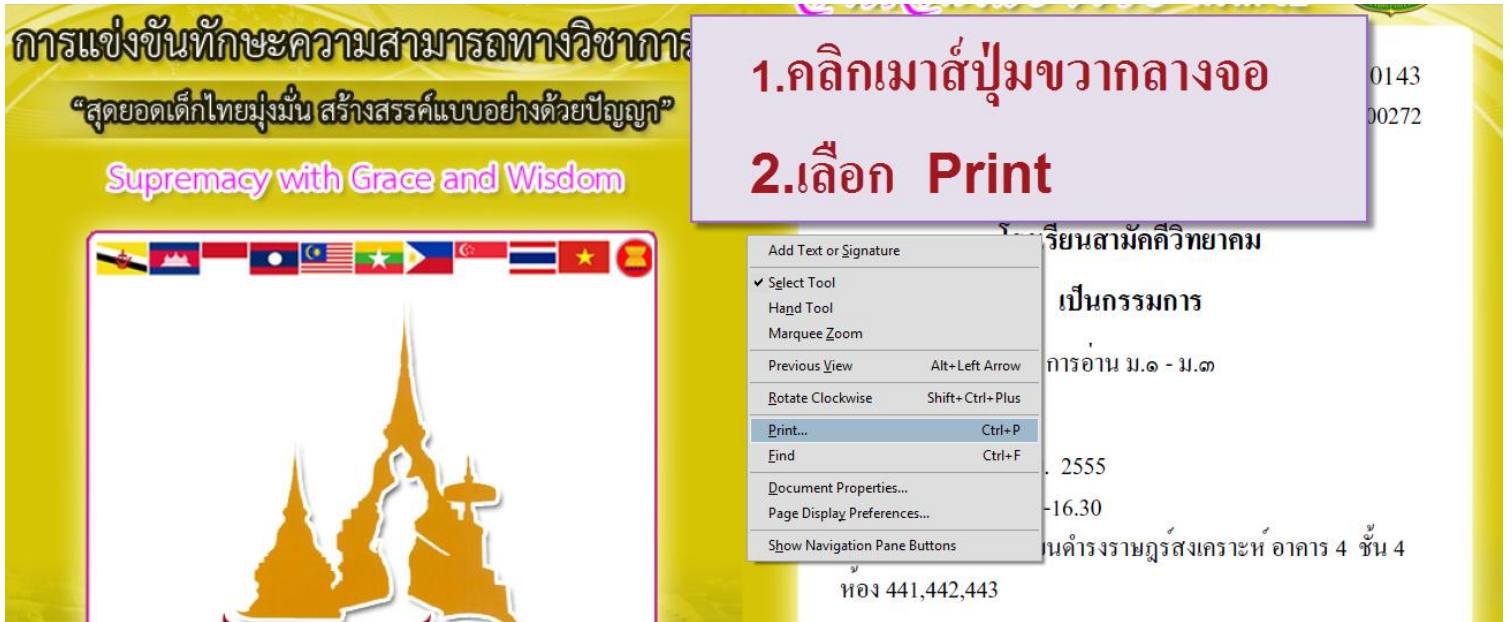 การแข่งขันทักษะความสามารถทางวิชาการ
“สุดยอดเด็กไทยมุ่งมั่น สร้างสรรค์แบบอย่างด้วยปัญญา”
Supremacy with Grace and Wisdom
1.คลิกเมาส์ปุ่มขวากลางจอ
2.เลือก Print
0143
00272
โรงเรียนสามัคคีวิทยาคม
เป็นกรรมการ
การอ่าน ม.๑ - ม.๓
. 2555
-16.30
นดำรงราษฎร์สงเคราะห์ อาคาร 4 ชั้น 4
ห้อง 441,442,443
Add Text or Signature
Select Tool
Hand Tool
Marquee Zoom
Previous View Alt+Left Arrow
Rotate Clockwise Shift+Ctrl+Plus
Print... Ctrl+P
Find Ctrl+F
Document Properties...
Page Display Preferences...
Show Navigation Pane Buttons